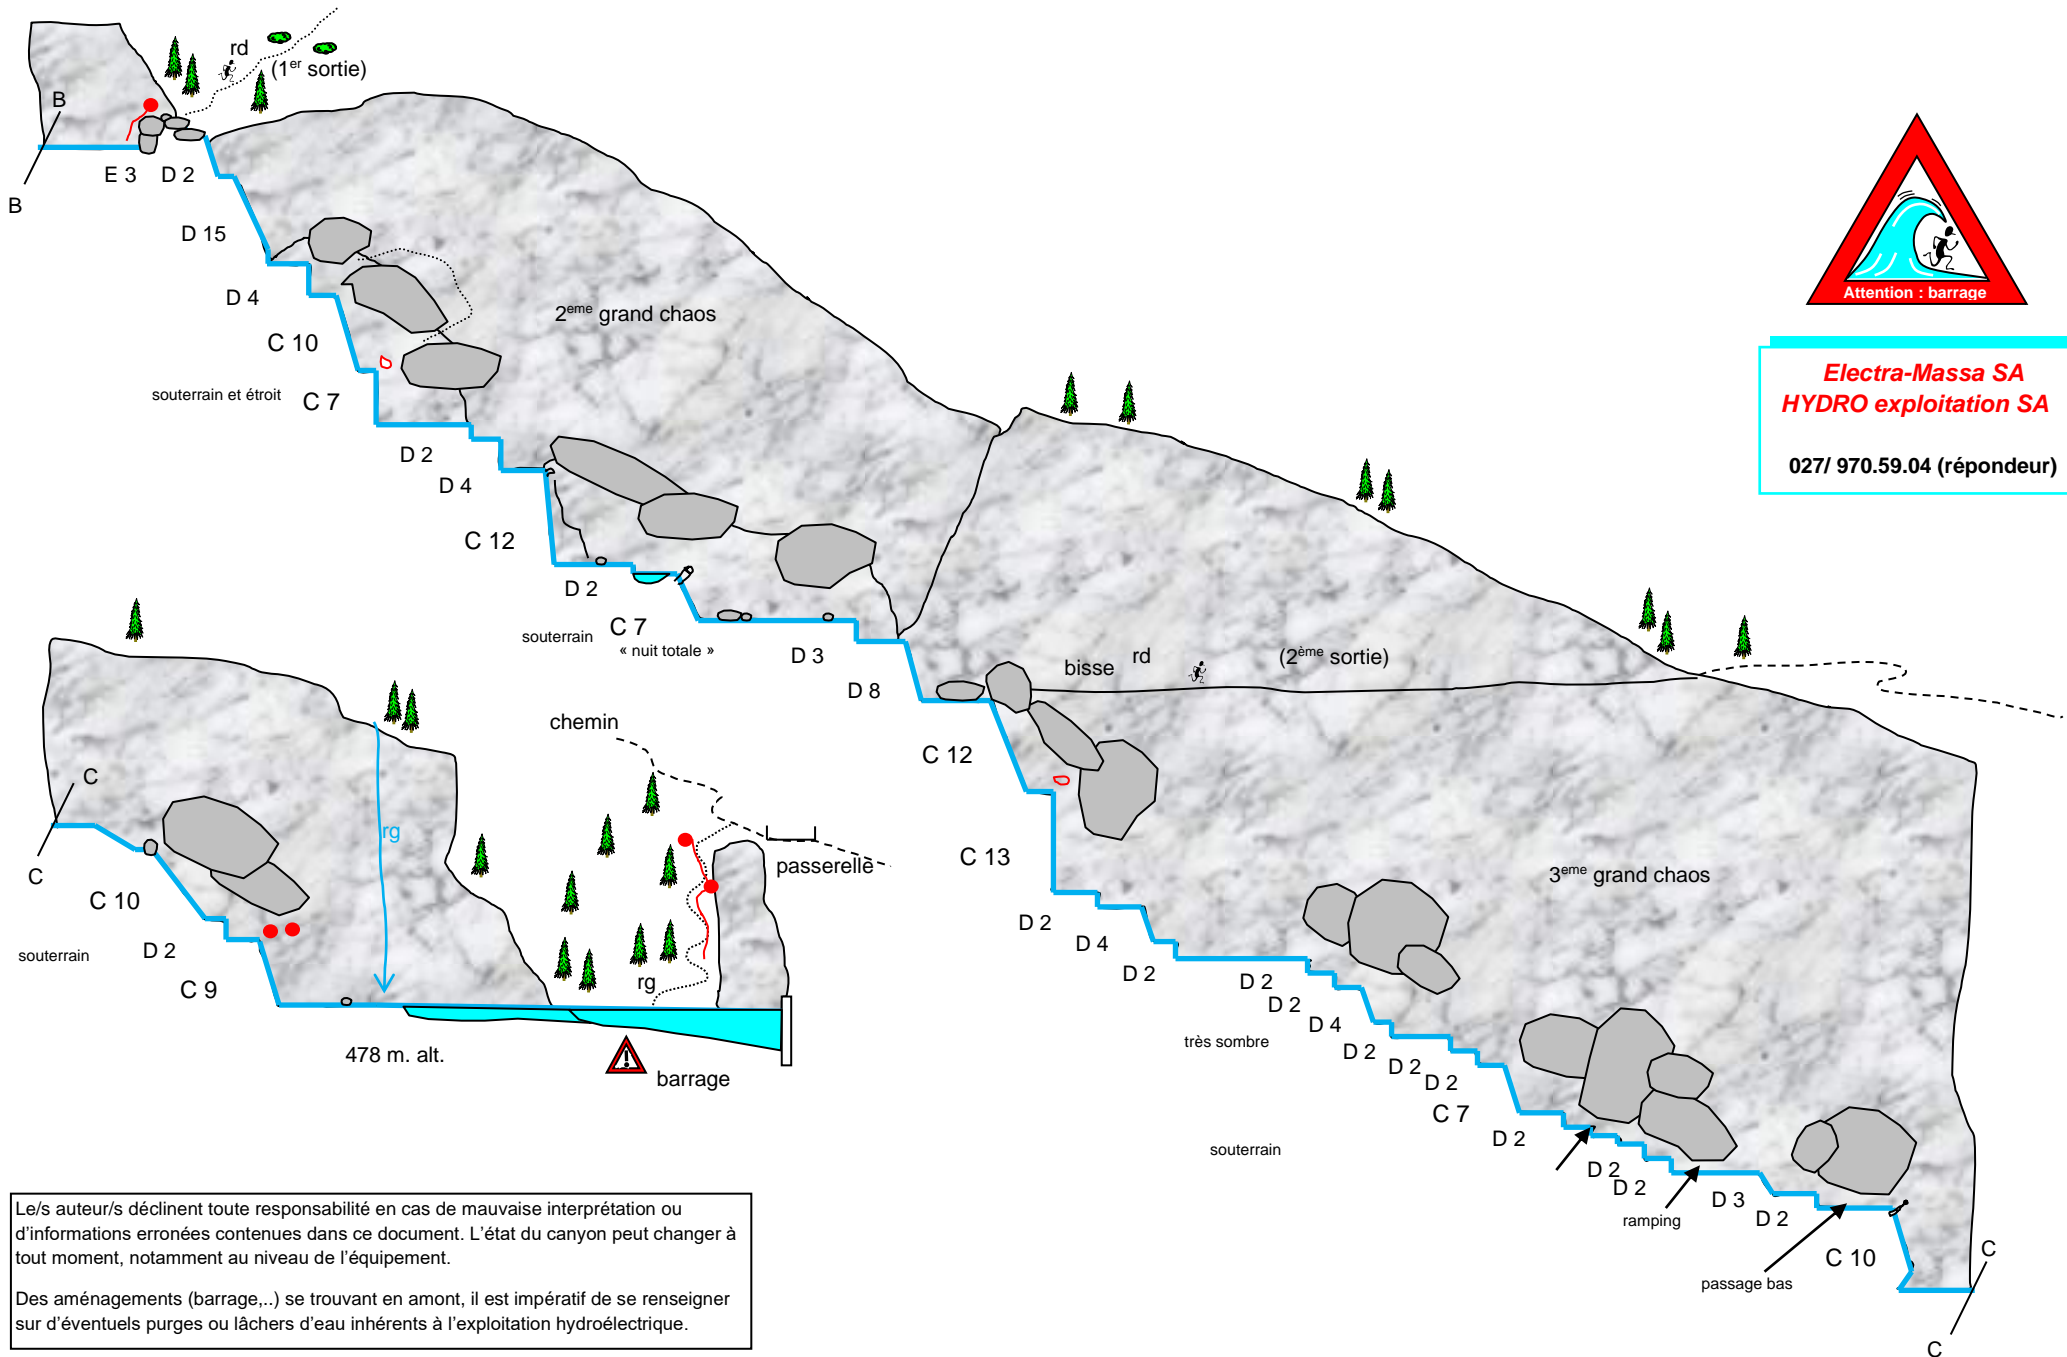 rd
(1er sortie)
B
B
E 3
D 2
D 15
D 4
C 10
2eme grand chaos
souterrain et étroit
C 7
D 2
D 4
C 12
D 2
souterrain
C 7
« nuit totale »
D 3
D 8
bisse
rd
(2ème sortie)
C 12
C 13
3eme grand chaos
D 2
D 4
D 2
D 2
D 2
D 4
très sombre
D 2
D 2
D 2
C 7
D 2
souterrain
D 2
D 2
ramping
D 3
D 2
passage bas
C 10
C
C
Attention : barrage
Electra-Massa SA
HYDRO exploitation SA
027/ 970.59.04 (répondeur)
C
C
C 10
souterrain
D 2
C 9
rg
478 m. alt.
chemin
passerelle
rg
barrage
Le/s auteur/s déclinent toute responsabilité en cas de mauvaise interprétation ou
d'informations erronées contenues dans ce document. L'état du canyon peut changer à
tout moment, notamment au niveau de l'équipement.
Des aménagements (barrage,..) se trouvant en amont, il est impératif de se renseigner
sur d'éventuels purges ou lâchers d'eau inhérents à l'exploitation hydroélectrique.